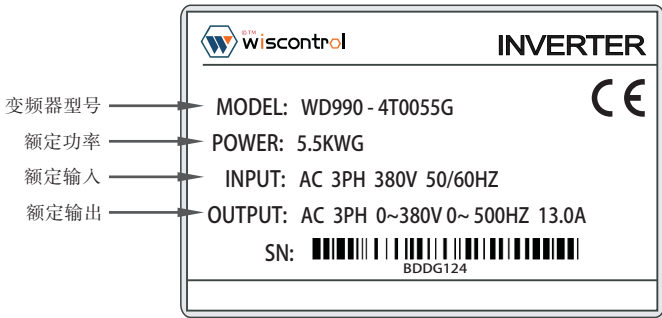 ©™
wiscontrol
INVERTER
CE
变频器型号
MODEL: WD990 - 4T0055G
额定功率
POWER: 5.5KWG
额定输入
INPUT: AC 3PH 380V 50/60HZ
额定输出
OUTPUT: AC 3PH 0~380V 0~ 500HZ 13.0A
SN:
BDDG124